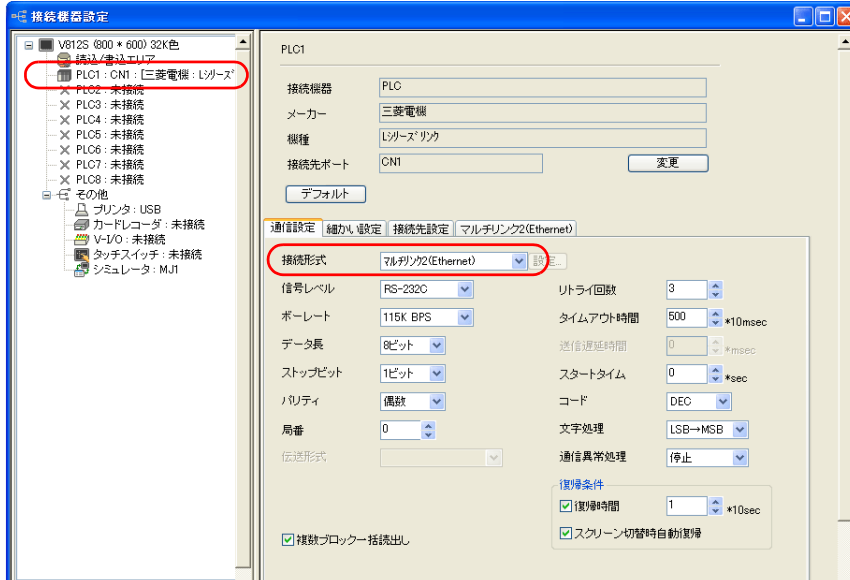 接続機器設定
V812S (800 * 600) 32K色
読込/書込エリア
PLC1 : CN1 : [三菱電機 : Lシリーズ
PLC2 : 未接続
PLC3 : 未接続
PLC4 : 未接続
PLC5 : 未接続
PLC6 : 未接続
PLC7 : 未接続
PLC8 : 未接続
その他
プリンタ : USB
カードレコーダ : 未接続
V-I/O : 未接続
タッチスイッチ : 未接続
シミュレータ : MJ1
PLC1
接続機器 PLC
メーカー 三菱電機
機種 Lシリーズ リンク
接続先ポート CN1 変更
デフォルト
通信設定 細かい設定 接続先設定 マルチリンク2(Ethernet)
接続形式 マルチリンク2(Ethernet) 設定...
信号レベル RS-232C リトライ回数 3
ボーレート 115K BPS タイムアウト時間 500 *10msec
データ長 8ビット 送信遅延時間 0 *msec
ストップビット 1ビット スタートタイム 0 *sec
パリティ 偶数 コード DEC
局番 0 文字処理 LSB→MSB
伝送形式 通信異常処理 停止
復帰条件
復帰時間 1 *10sec
複数ブロック一括読出し スクリーン切替時自動復帰